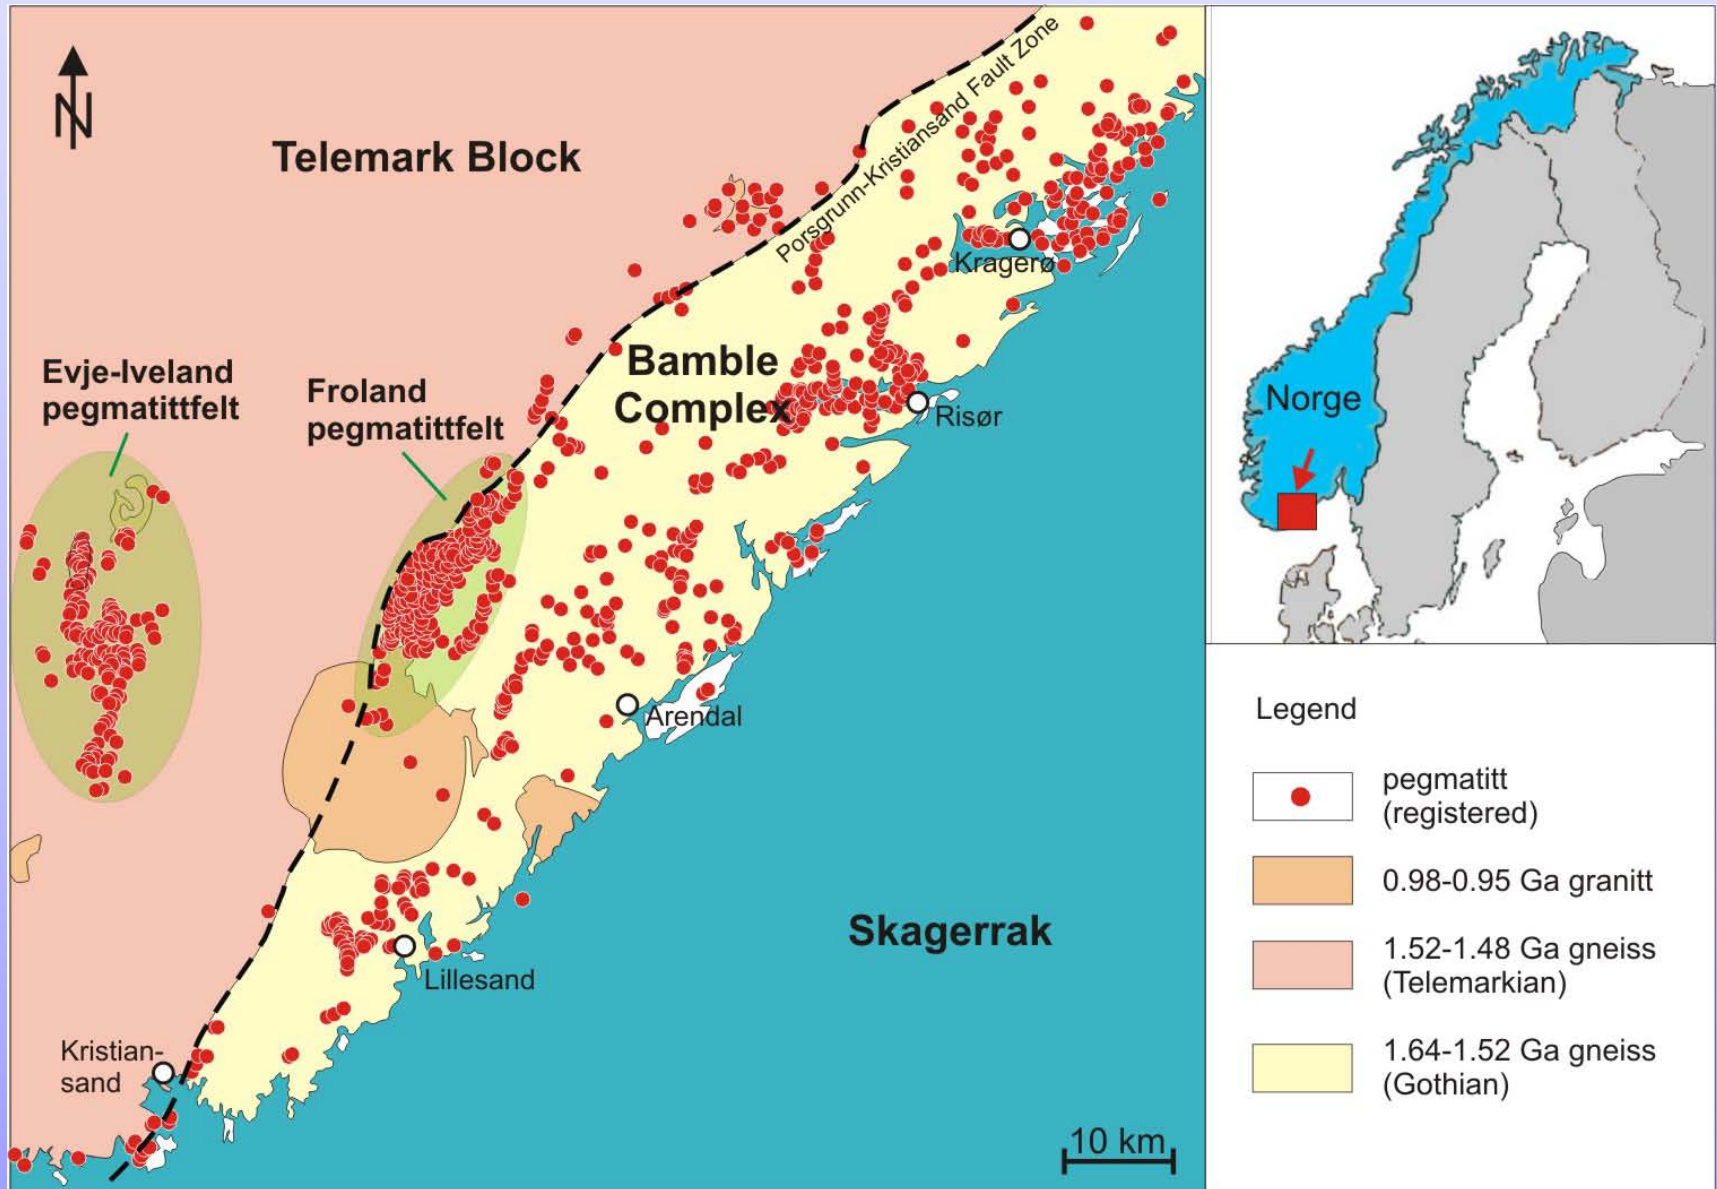 N
Telemark Block
Porsgrunn-Kristiansand Fault Zone
Kragerø
Evje-Iveland
pegmatittfelt
Froland
pegmatittfelt
Bamble
Complex
Risør
Arendal
Skagerrak
Lillesand
Kristian-
sand
10 km
Norge
Legend
pegmatitt
(registered)
0.98-0.95 Ga granitt
1.52-1.48 Ga gneiss
(Telemarkian)
1.64-1.52 Ga gneiss
(Gothian)